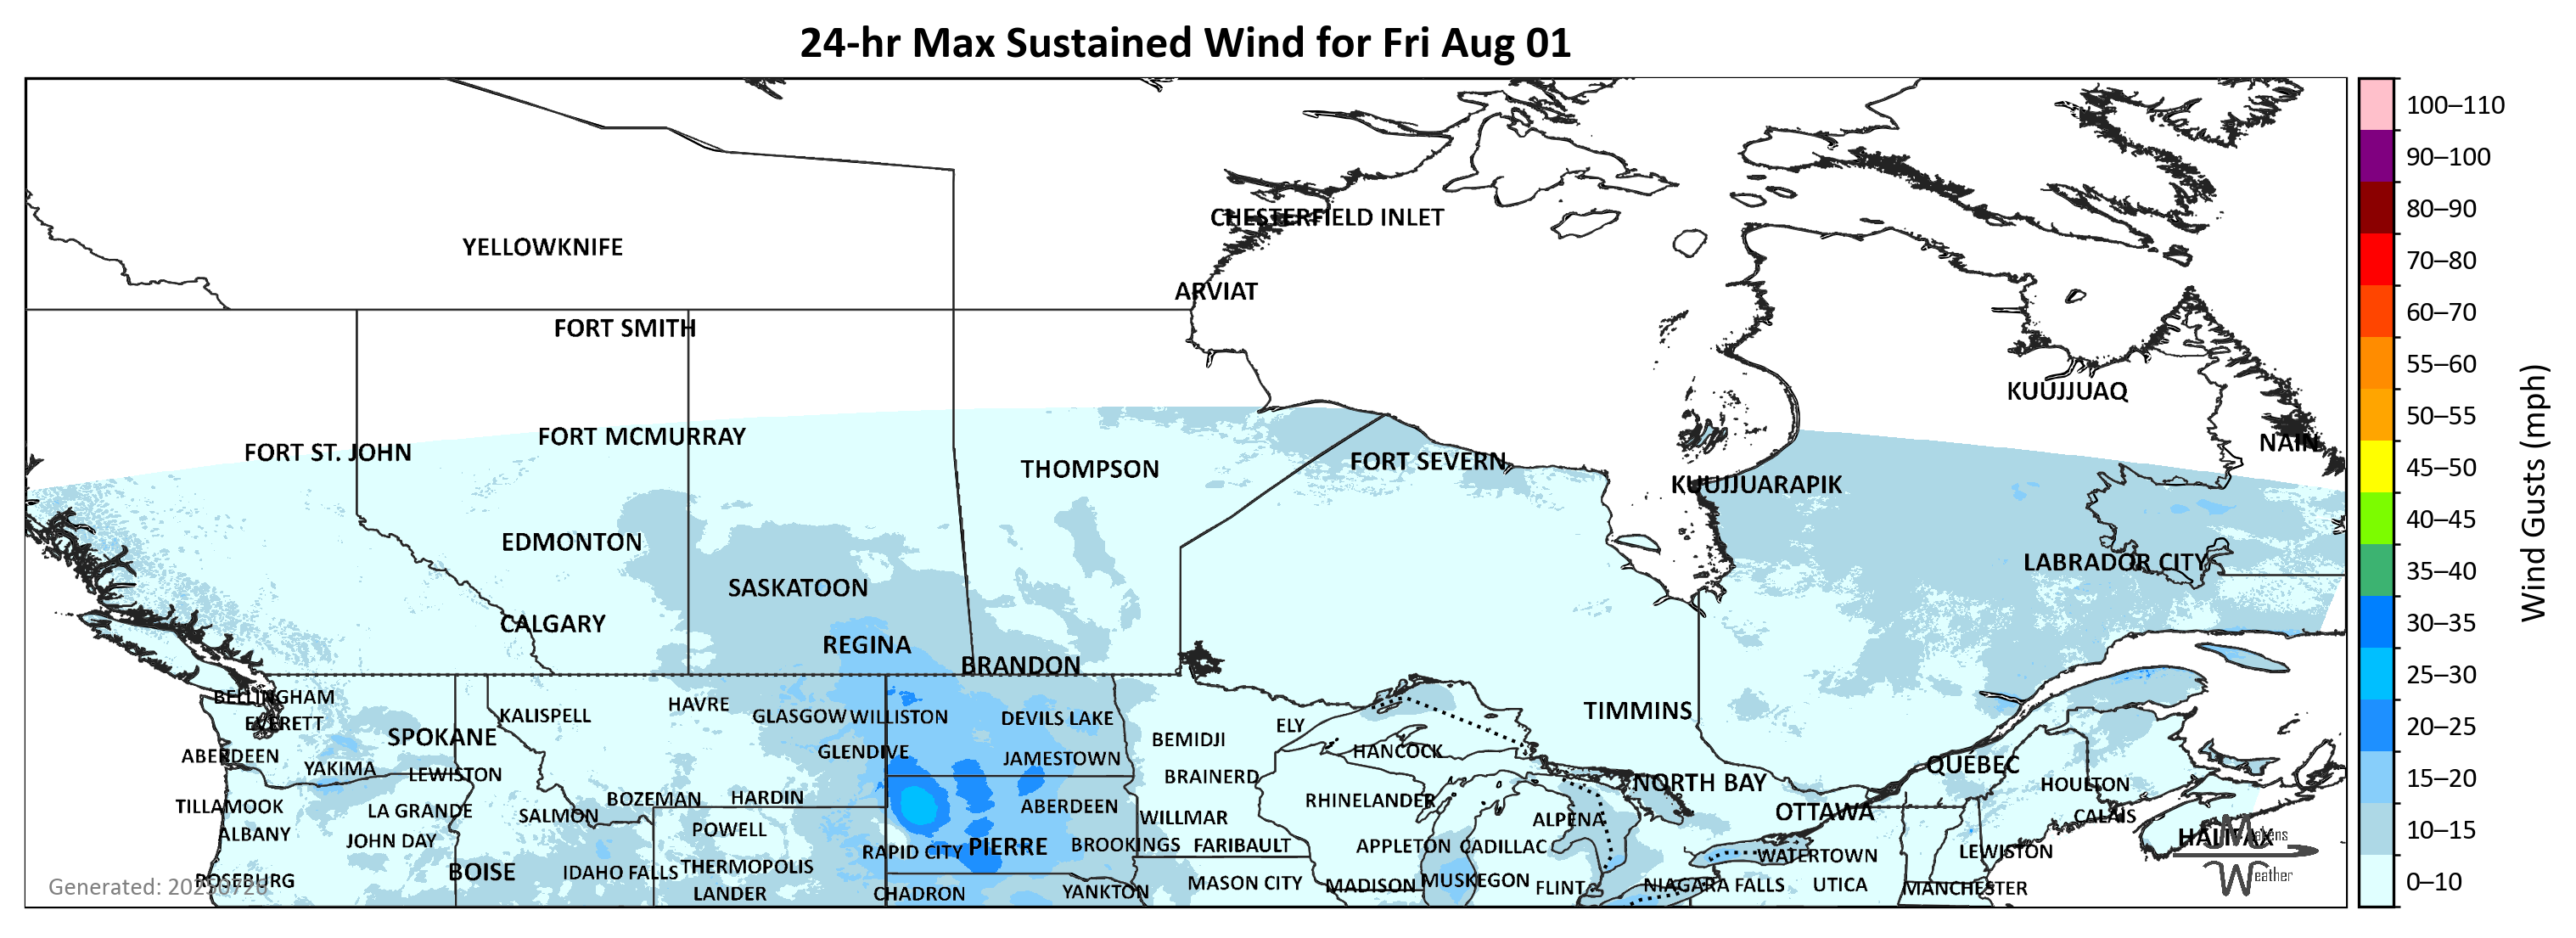 24-hr Max Sustained Wind for Fri Aug 01
100–110
90–100
80–90
70–80
60–70
55–60
50–55
45–50
40–45
35–40
30–35
25–30
20–25
15–20
10–15
0–10
Wind Gusts (mph)
CHESTERFIELD INLET
YELLOWKNIFE
ARVIAT
FORT SMITH
KUUJJUAQ
FORT MCMURRAY
NAIN
FORT ST. JOHN
THOMPSON
FORT SEVERN
KUUJJUARAPIK
EDMONTON
LABRADOR CITY
SASKATOON
CALGARY
REGINA
BRANDON
BELLINGHAM
HAVRE
KALISPELL
GLASGOW
WILLISTON
DEVILS LAKE
TIMMINS
EVERETT
ELY
SPOKANE
BEMIDJI
GLENDIVE
HANCOCK
ABERDEEN
JAMESTOWN
QUÉBEC
YAKIMA
LEWISTON
BRAINERD
NORTH BAY
HOULTON
BOZEMAN
HARDIN
RHINELANDER
TILLAMOOK
LA GRANDE
ABERDEEN
OTTAWA
SALMON
WILLMAR
ALPENA
CALAIS
ALBANY
POWELL
HALIFAX
JOHN DAY
RAPID CITY
PIERRE
BROOKINGS
FARIBAULT
APPLETON
CADILLAC
WATERTOWN
LEWISTON
BOISE
IDAHO FALLS
THERMOPOLIS
ROSEBURG
MASON CITY
MADISON
MUSKEGON
FLINT
NIAGARA FALLS
UTICA
MANCHESTER
LANDER
CHADRON
YANKTON
Generated: 20250728
Makens
Weather